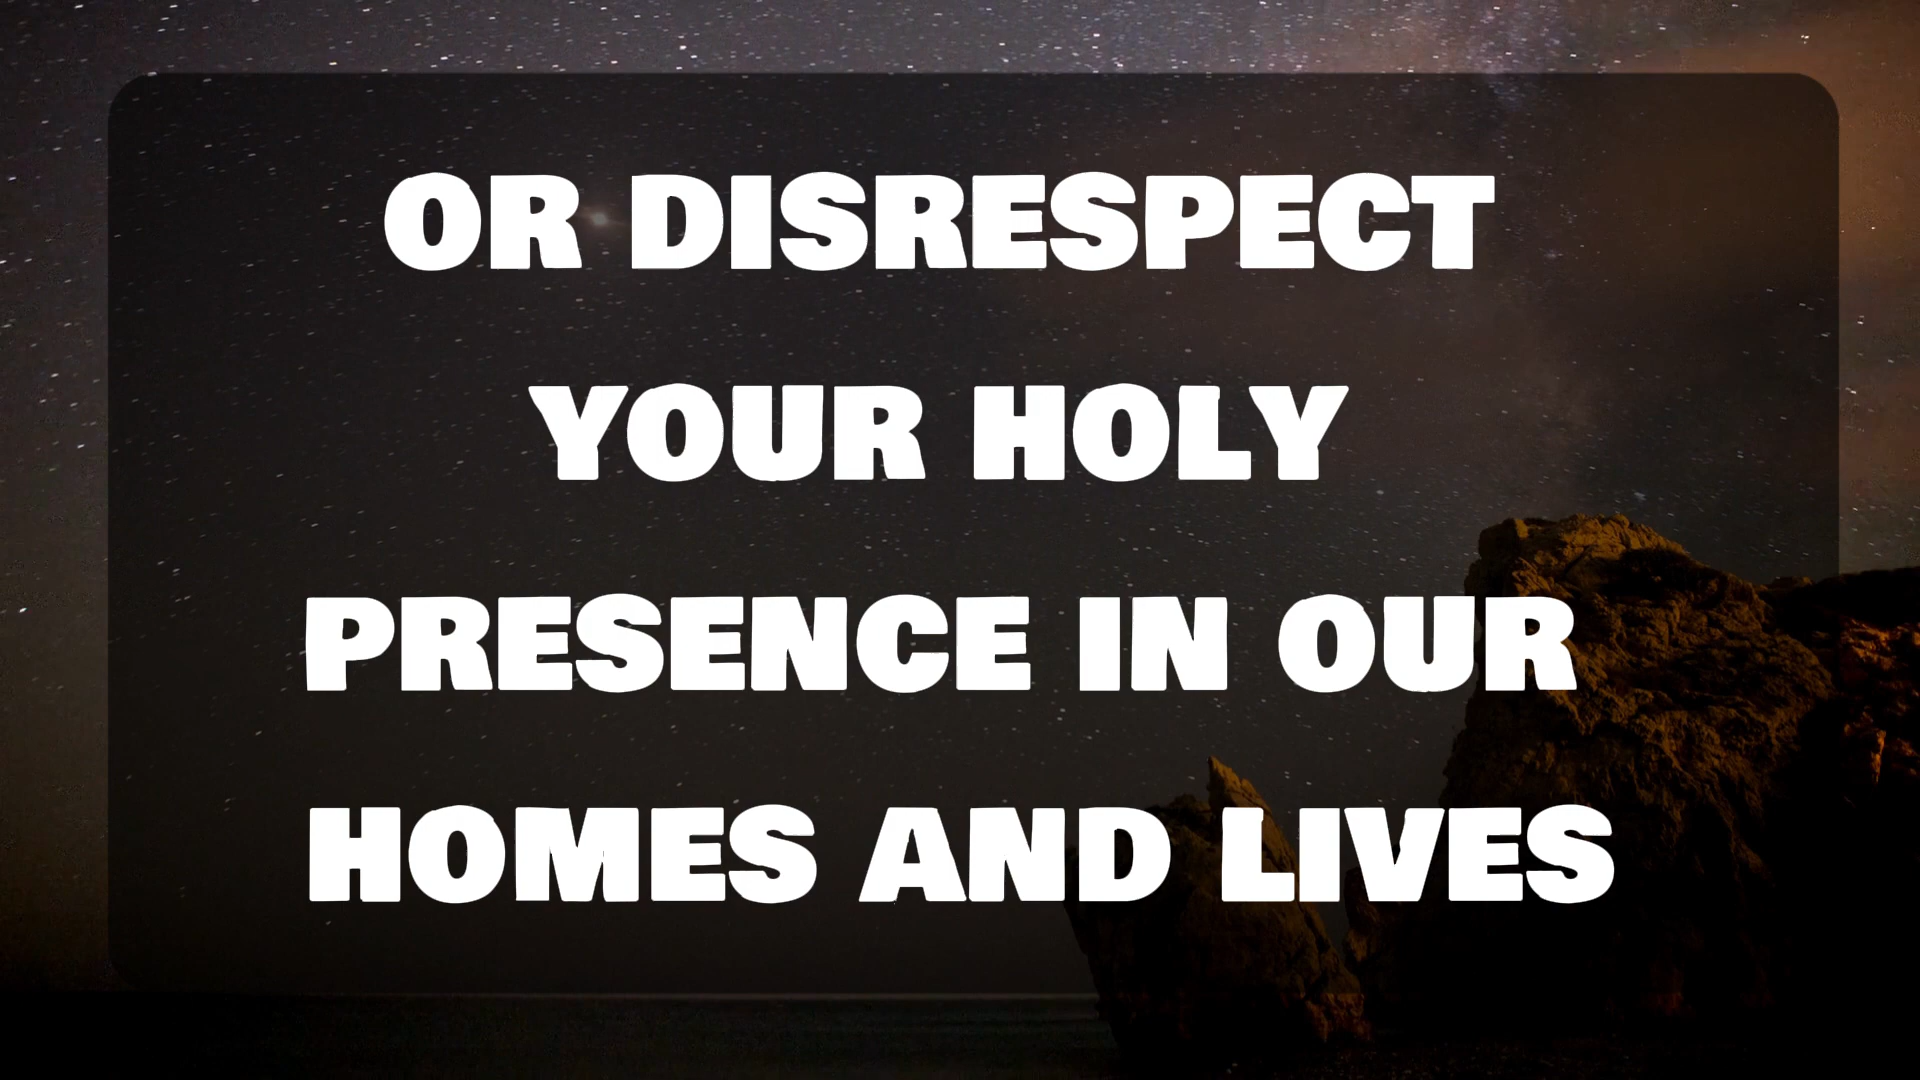 OR DISRESPECT
YOUR HOLY
PRESENCE IN OUR
HOMES AND LIVES